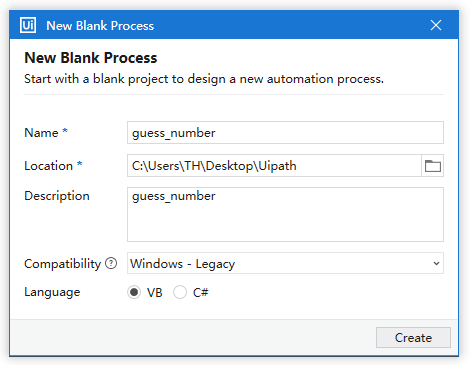 Ui New Blank Process
New Blank Process
Start with a blank project to design a new automation process.
Name * guess_number
Location * C:\Users\TH\Desktop\Uipath
Description guess_number
Compatibility ? Windows - Legacy
Language VB C#
Create